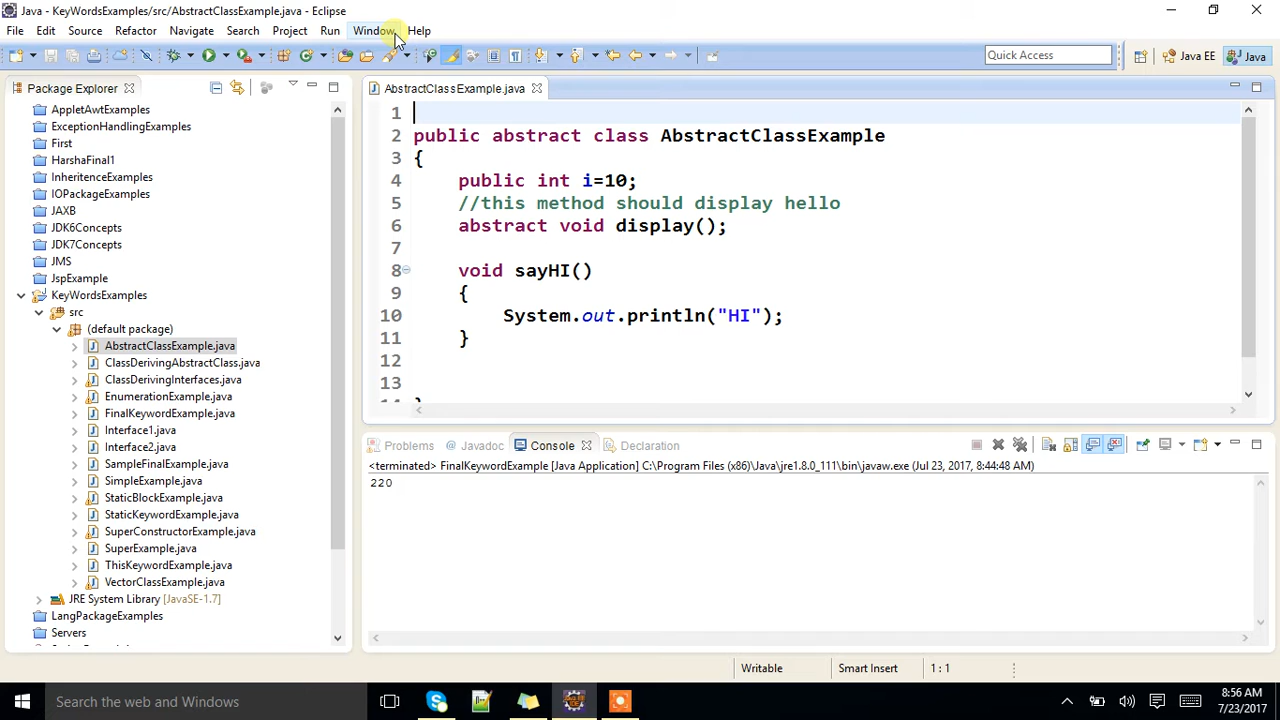 Java - KeyWordsExamples/src/AbstractClassExample.java - Eclipse
File Edit Source Refactor Navigate Search Project Run Window Help
Quick Access
Java EE
Java
Package Explorer
AppletAwtExamples
ExceptionHandlingExamples
First
HarshaFinal1
InheritenceExamples
IOPackageExamples
JAXB
JDK6Concepts
JDK7Concepts
JMS
JspExample
KeyWordsExamples
src
(default package)
AbstractClassExample.java
ClassDerivingAbstractClass.java
ClassDerivingInterfaces.java
EnumerationExample.java
FinalKeywordExample.java
Interface1.java
Interface2.java
SampleFinalExample.java
SimpleExample.java
StaticBlockExample.java
StaticKeywordExample.java
SuperConstructorExample.java
SuperExample.java
ThisKeywordExample.java
VectorClassExample.java
JRE System Library [JavaSE-1.7]
LangPackageExamples
Servers
AbstractClassExample.java
1
2 public abstract class AbstractClassExample
3 {
4 public int i=10;
5 //this method should display hello
6 abstract void display();
7
8 void sayHI()
9 {
10 System.out.println("HI");
11 }
12
13
14 }
Problems Javadoc Console Declaration
<terminated> FinalKeywordExample [Java Application] C:\Program Files (x86)\Java\jre1.8.0_111\bin\javaw.exe (Jul 23, 2017, 8:44:48 AM)
220
Writable Smart Insert 1 : 1
Search the web and Windows
8:56 AM
7/23/2017